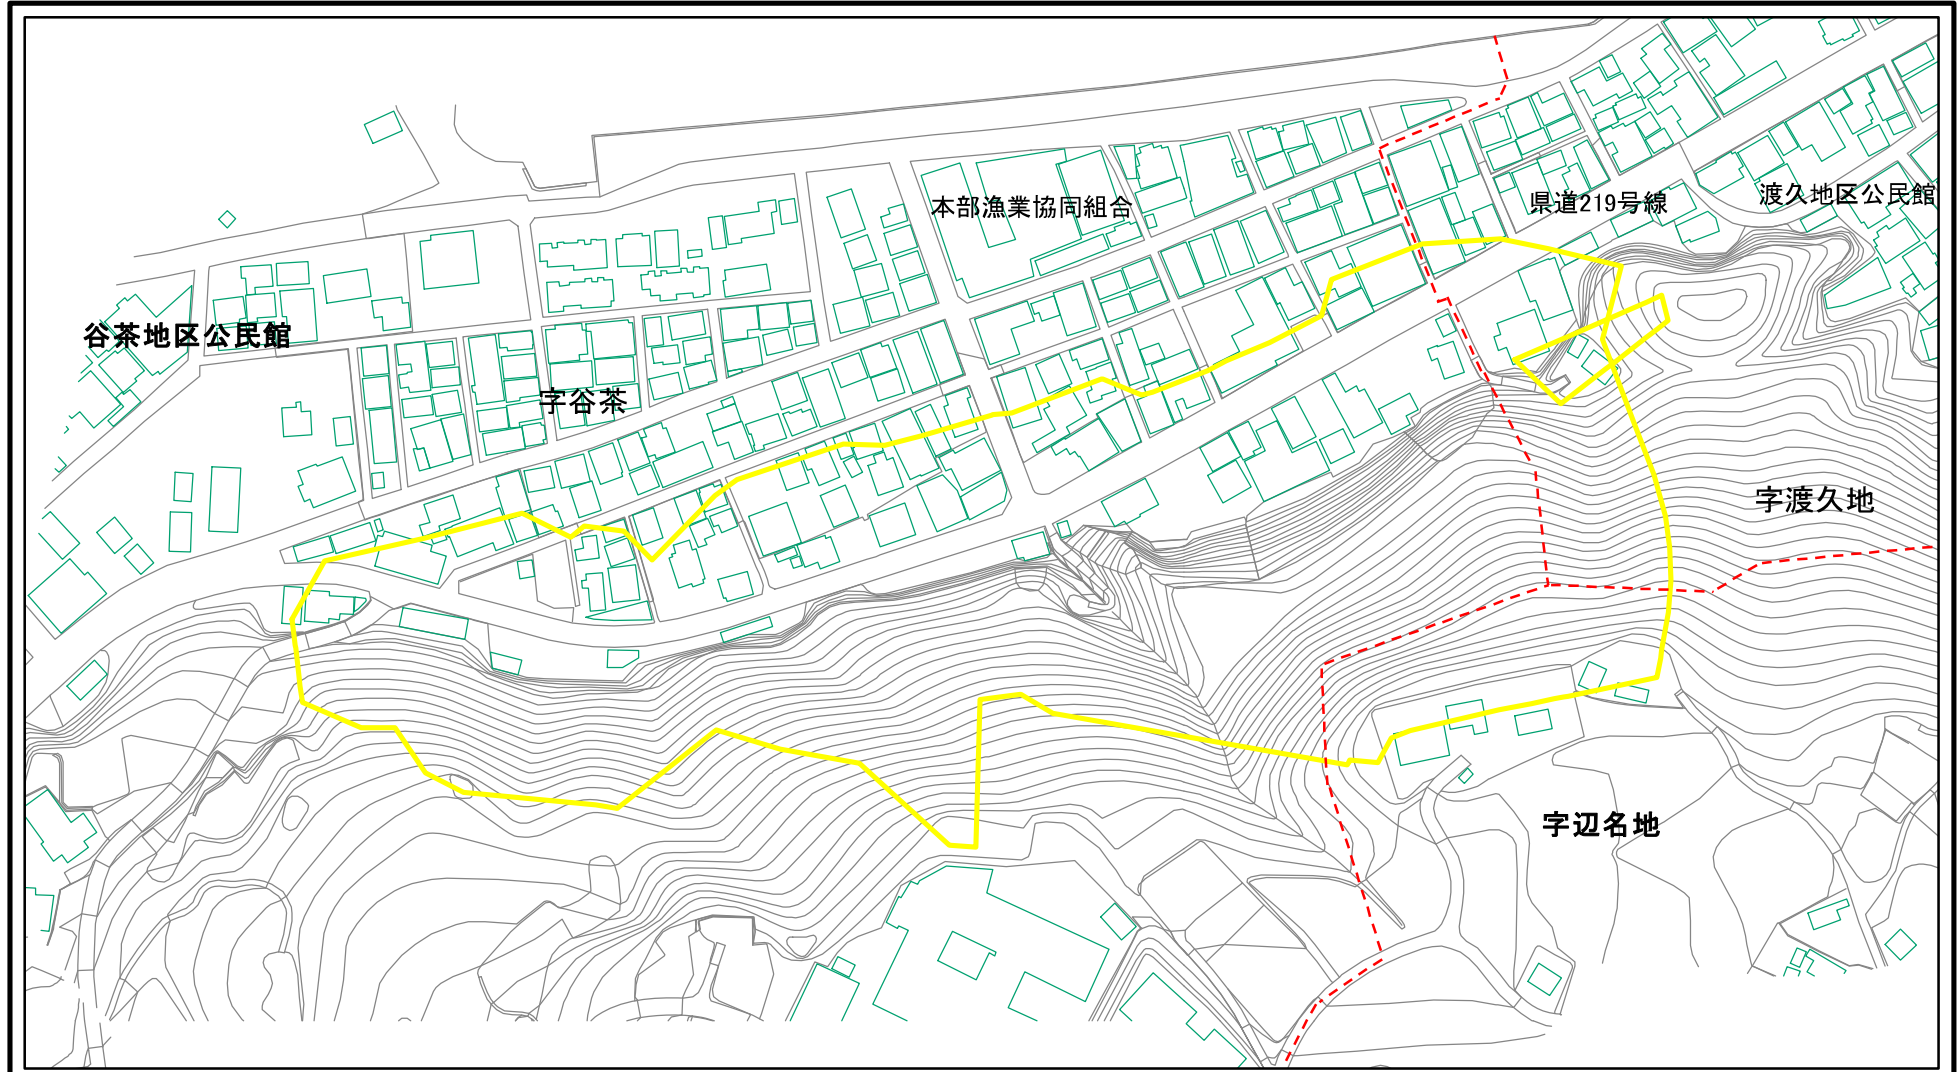 本部漁業協同組合
県道219号線
渡久地区公民館
谷茶地区公民館
字谷茶
字渡久地
字辺名地